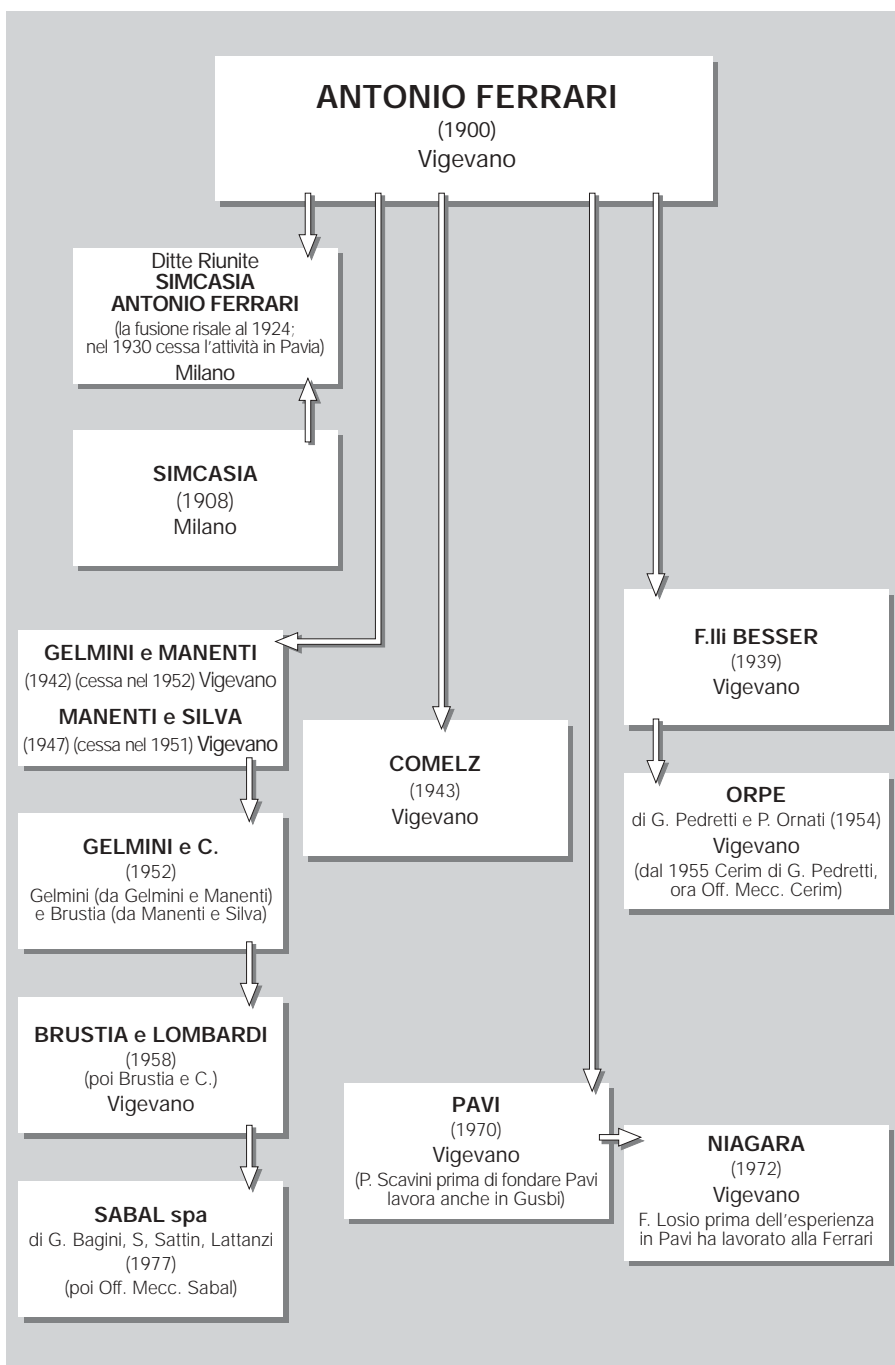 ANTONIO FERRARI
(1900)
Vigevano
Ditte Riunite
SIMCASIA
ANTONIO FERRARI
(la fusione risale al 1924;
nel 1930 cessa l'attività in Pavia)
Milano
SIMCASIA
(1908)
Milano
GELMINI e MANENTI
(1942) (cessa nel 1952) Vigevano
MANENTI e SILVA
(1947) (cessa nel 1951) Vigevano
GELMINI e C.
(1952)
Gelmini (da Gelmini e Manenti)
e Brustia (da Manenti e Silva)
BRUSTIA e LOMBARDI
(1958)
(poi Brustia e C.)
Vigevano
SABAL spa
di G. Bagini, S, Sattin, Lattanzi
(1977)
(poi Off. Mecc. Sabal)
COMELZ
(1943)
Vigevano
PAVI
(1970)
Vigevano
(P. Scavini prima di fondare Pavi
lavora anche in Gusbi)
F.lli BESSER
(1939)
Vigevano
ORPE
di G. Pedretti e P. Ornati (1954)
Vigevano
(dal 1955 Cerim di G. Pedretti,
ora Off. Mecc. Cerim)
NIAGARA
(1972)
Vigevano
F. Losio prima dell'esperienza
in Pavi ha lavorato alla Ferrari